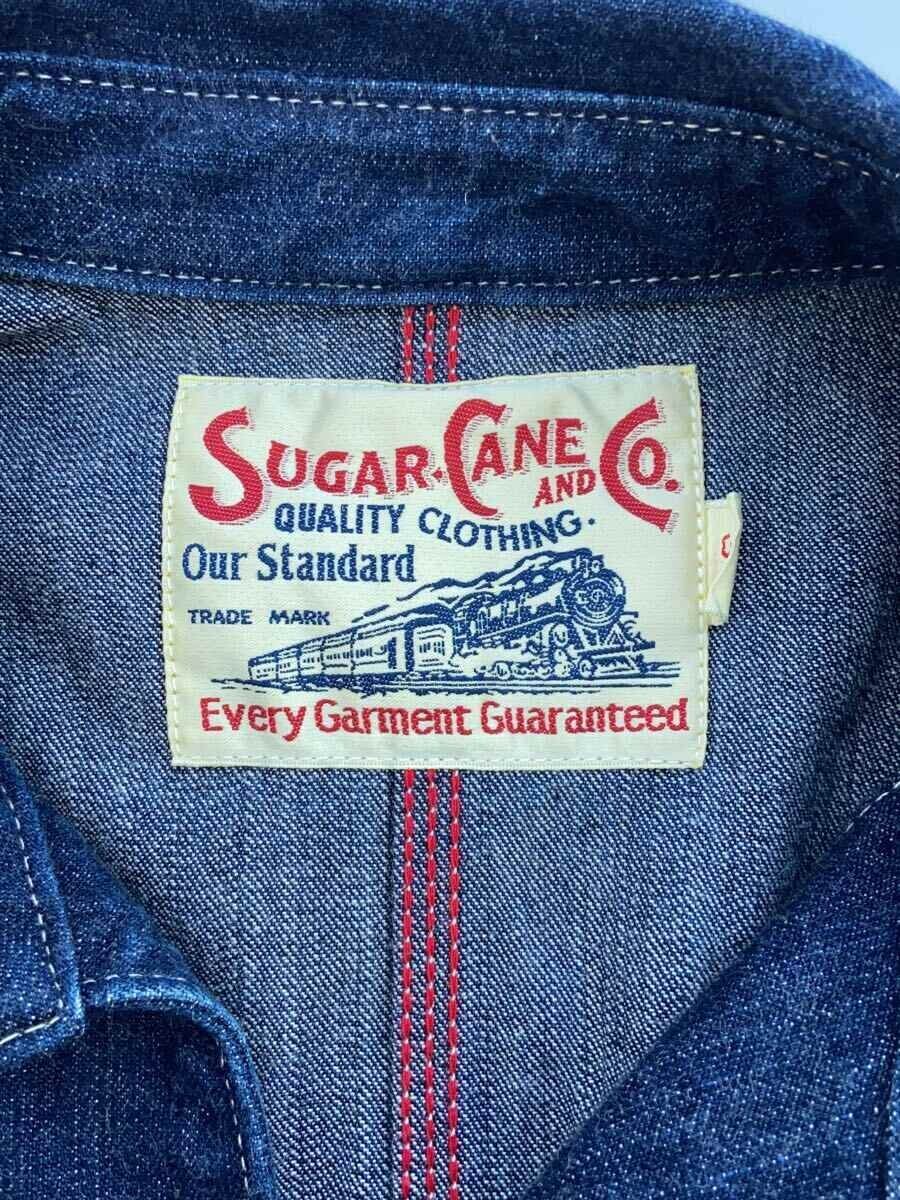 SUGAR·CANE AND CO.
QUALITY CLOTHING.
Our Standard
TRADE MARK
Every Garment Guaranteed